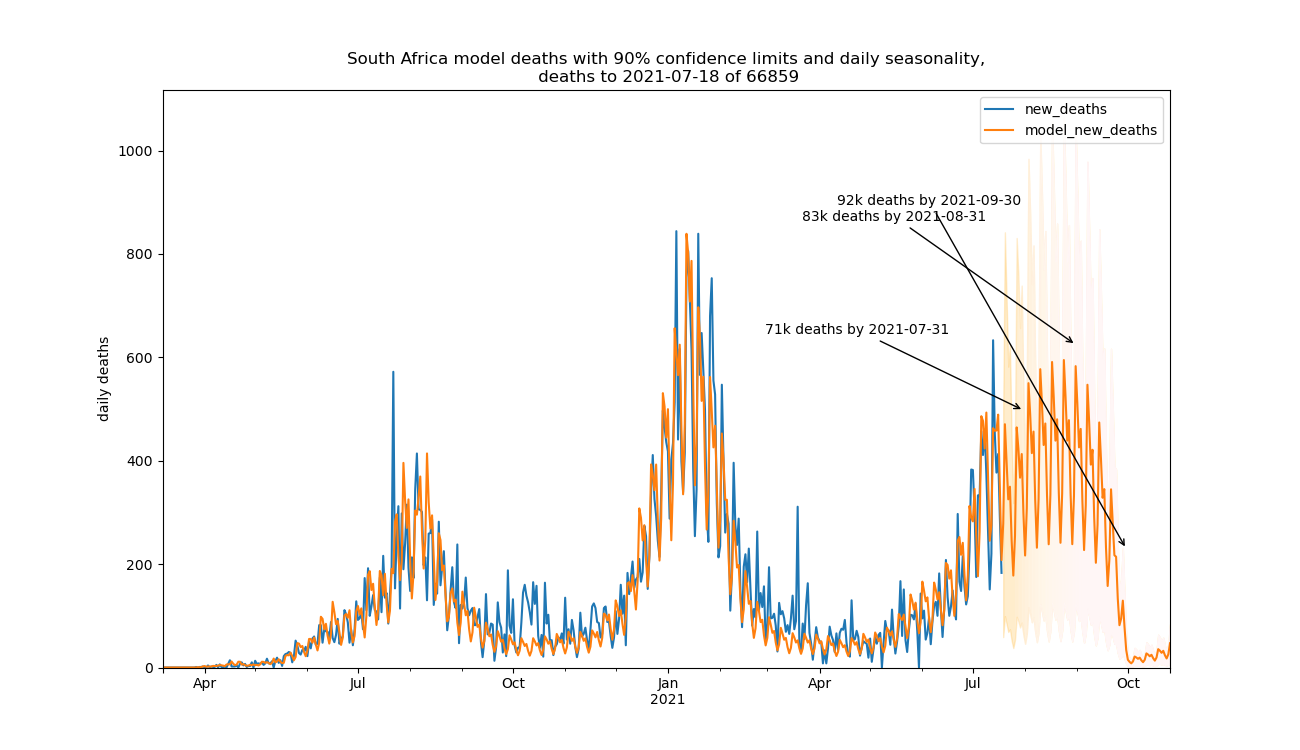 South Africa model deaths with 90% confidence limits and daily seasonality,
deaths to 2021-07-18 of 66859
new_deaths
model_new_deaths
1000
800
600
400
200
0
daily deaths
92k deaths by 2021-09-30
83k deaths by 2021-08-31
71k deaths by 2021-07-31
Apr
Jul
Oct
Jan
2021
Apr
Jul
Oct